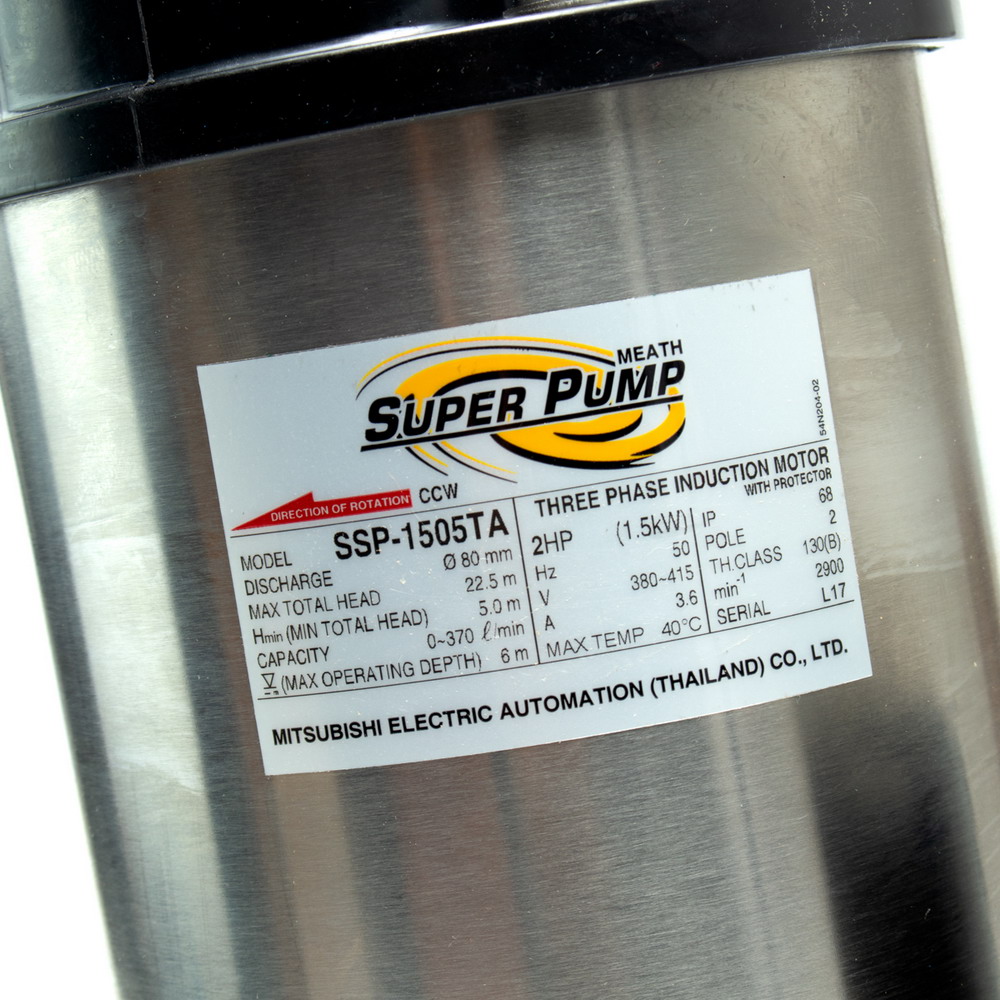 MEATH
SUPER PUMP
54N204-02
DIRECTION OF ROTATION CCW
MODEL SSP-1505TA
DISCHARGE Ø 80 mm
MAX TOTAL HEAD 22.5 m
Hmin (MIN TOTAL HEAD) 5.0 m
CAPACITY 0~370 ℓ/min
(MAX OPERATING DEPTH) 6 m
THREE PHASE INDUCTION MOTOR
WITH PROTECTOR
2HP (1.5kW)
Hz 50
V 380~415
A 3.6
MAX TEMP 40°C
IP 68
POLE 2
TH.CLASS 130(B)
min-1 2900
SERIAL L17
MITSUBISHI ELECTRIC AUTOMATION (THAILAND) CO., LTD.